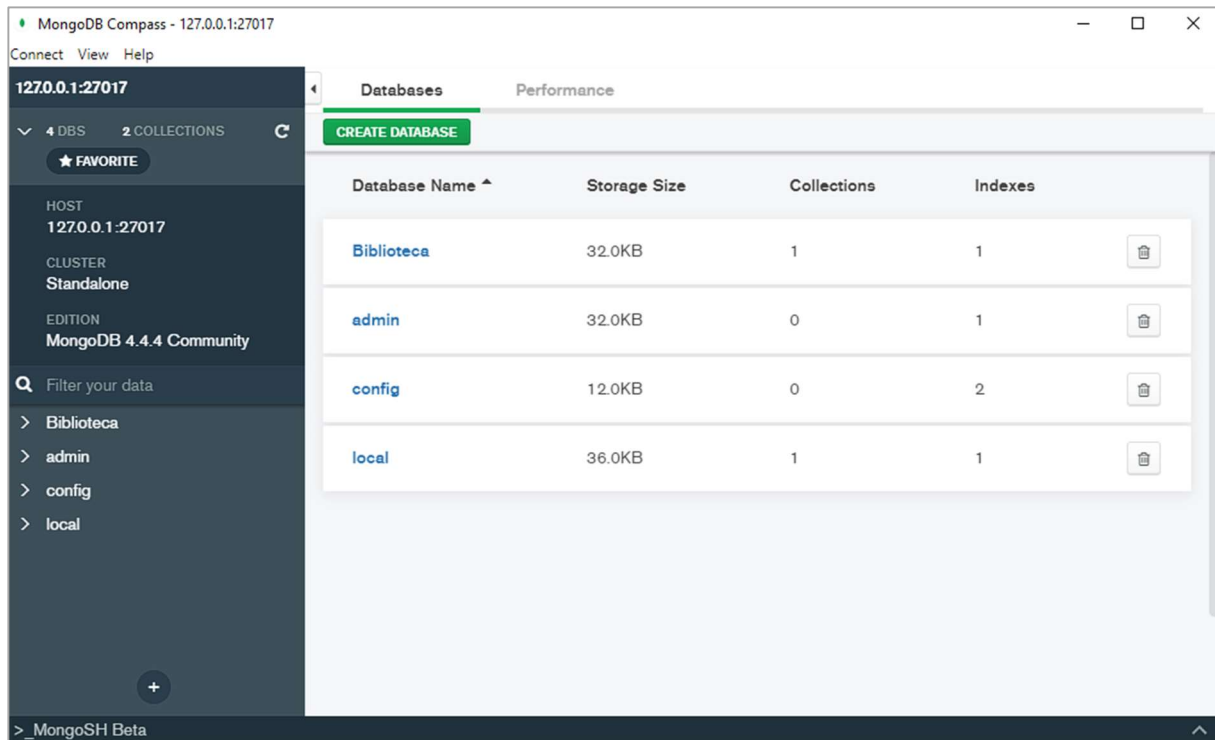 MongoDB Compass - 127.0.0.1:27017
Connect View Help
127.0.0.1:27017
4 DBS 2 COLLECTIONS
FAVORITE
HOST
127.0.0.1:27017
CLUSTER
Standalone
EDITION
MongoDB 4.4.4 Community
Filter your data
Biblioteca
admin
config
local
>_MongoSH Beta
Databases Performance
CREATE DATABASE
Database Name Storage Size Collections Indexes
Biblioteca 32.0KB 1 1
admin 32.0KB 0 1
config 12.0KB 0 2
local 36.0KB 1 1